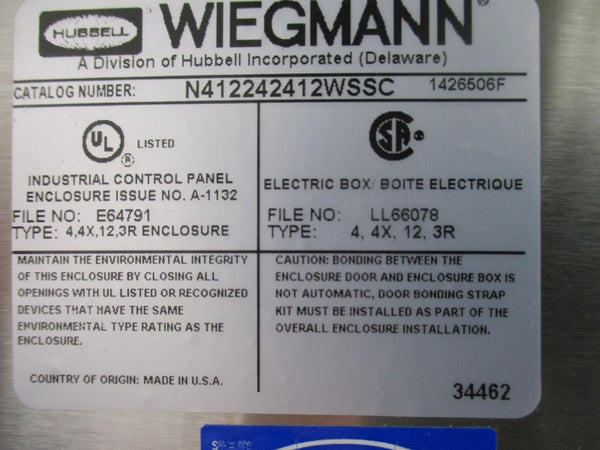 HUBBELL WIEGMANN®
A Division of Hubbell Incorporated (Delaware)
CATALOG NUMBER: N412242412WSSC 1426506F
UL ® LISTED
INDUSTRIAL CONTROL PANEL
ENCLOSURE ISSUE NO. A-1132
FILE NO: E64791
TYPE: 4,4X,12,3R ENCLOSURE
SA ®
ELECTRIC BOX/ BOITE ELECTRIQUE
FILE NO: LL66078
TYPE: 4, 4X, 12, 3R
MAINTAIN THE ENVIRONMENTAL INTEGRITY
OF THIS ENCLOSURE BY CLOSING ALL
OPENINGS WITH UL LISTED OR RECOGNIZED
DEVICES THAT HAVE THE SAME
ENVIRONMENTAL TYPE RATING AS THE
ENCLOSURE.
COUNTRY OF ORIGIN: MADE IN U.S.A.
CAUTION: BONDING BETWEEN THE
ENCLOSURE DOOR AND ENCLOSURE BOX IS
NOT AUTOMATIC, DOOR BONDING STRAP
KIT MUST BE INSTALLED AS PART OF THE
OVERALL ENCLOSURE INSTALLATION.
34462